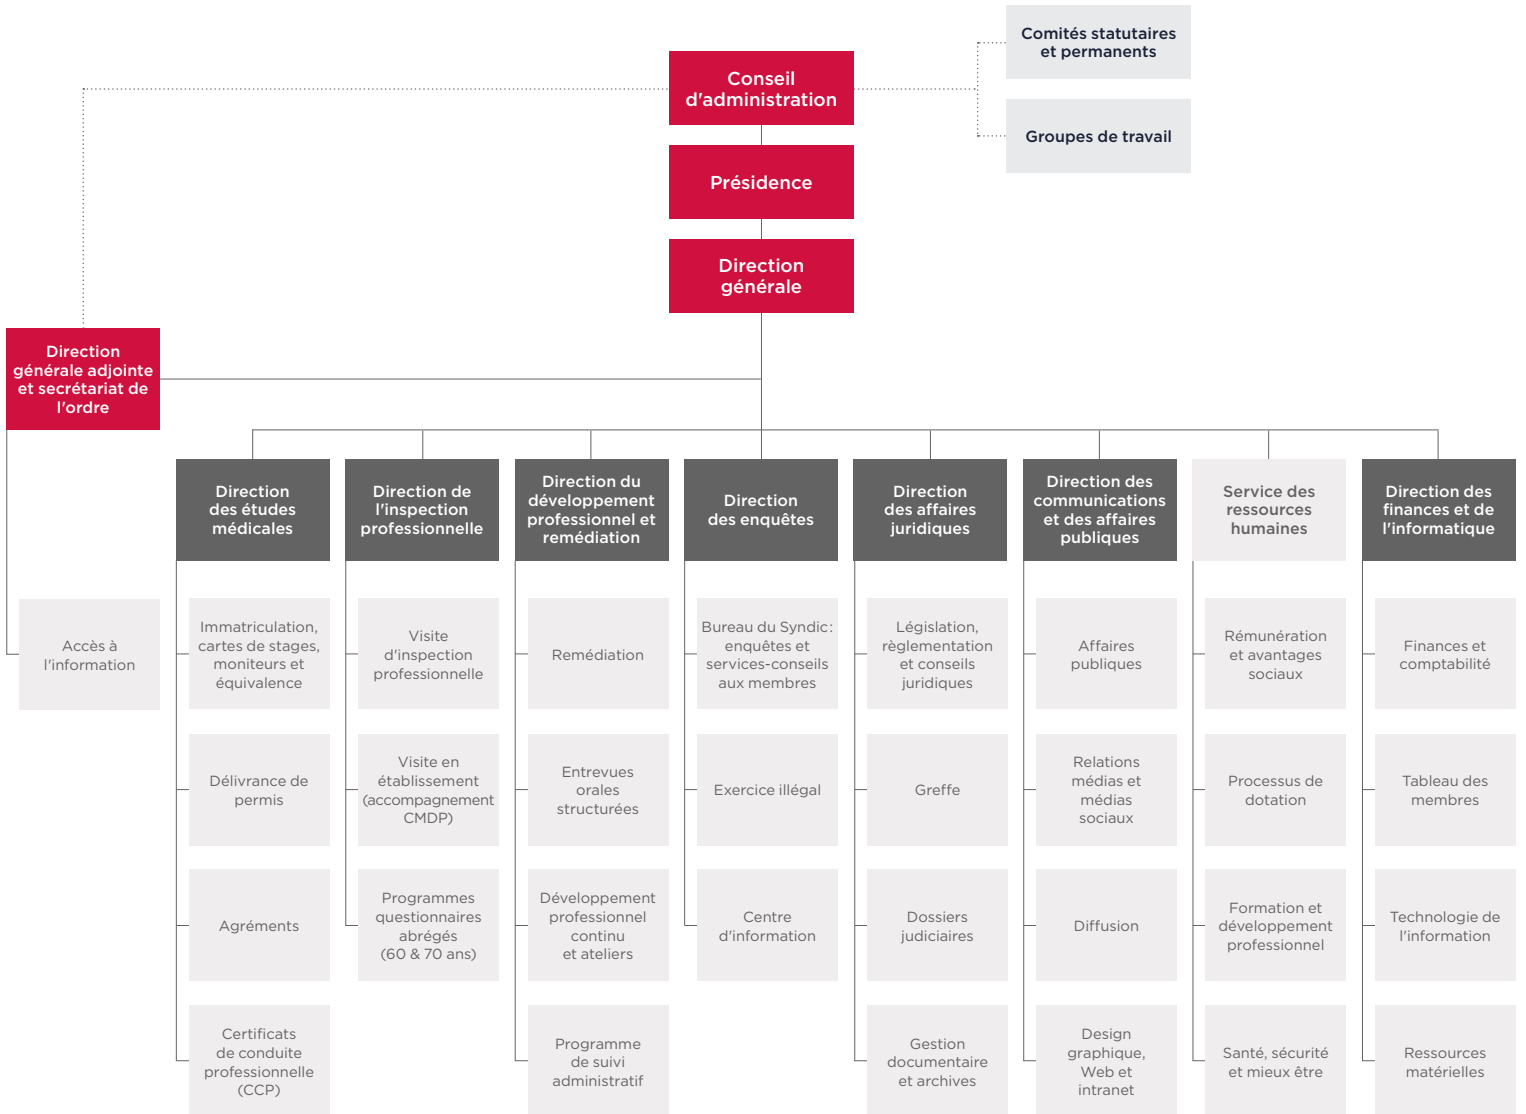 Comités statutaires
et permanents
Conseil
d'administration
Groupes de travail
Présidence
Direction
générale
Direction
générale adjointe
et secrétariat de
l'ordre
Direction
des études
médicales
Direction de
l'inspection
professionnelle
Direction du
développement
professionnel et
remédiation
Direction
des enquêtes
Direction
des affaires
juridiques
Direction des
communications
et des affaires
publiques
Service des
ressources
humaines
Direction des
finances et de
l'informatique
Accès à
l'information
Immatriculation,
cartes de stages,
moniteurs et
équivalence
Visite
d'inspection
professionnelle
Remédiation
Bureau du Syndic:
enquêtes et
services-conseils
aux membres
Législation,
règlementation
et conseils
juridiques
Affaires
publiques
Rémunération
et avantages
sociaux
Finances et
comptabilité
Délivrance de
permis
Visite en
établissement
(accompagnement
CMDP)
Entrevues
orales
structurées
Exercice illégal
Greffe
Relations
médias et
médias
sociaux
Processus de
dotation
Tableau des
membres
Agréments
Programmes
questionnaires
abrégés
(60 & 70 ans)
Développement
professionnel
continu
et ateliers
Centre
d'information
Dossiers
judiciaires
Diffusion
Formation et
développement
professionnel
Technologie de
l'information
Certificats
de conduite
professionnelle
(CCP)
Programme
de suivi
administratif
Gestion
documentaire
et archives
Design
graphique,
Web et
intranet
Santé, sécurité
et mieux être
Ressources
matérielles